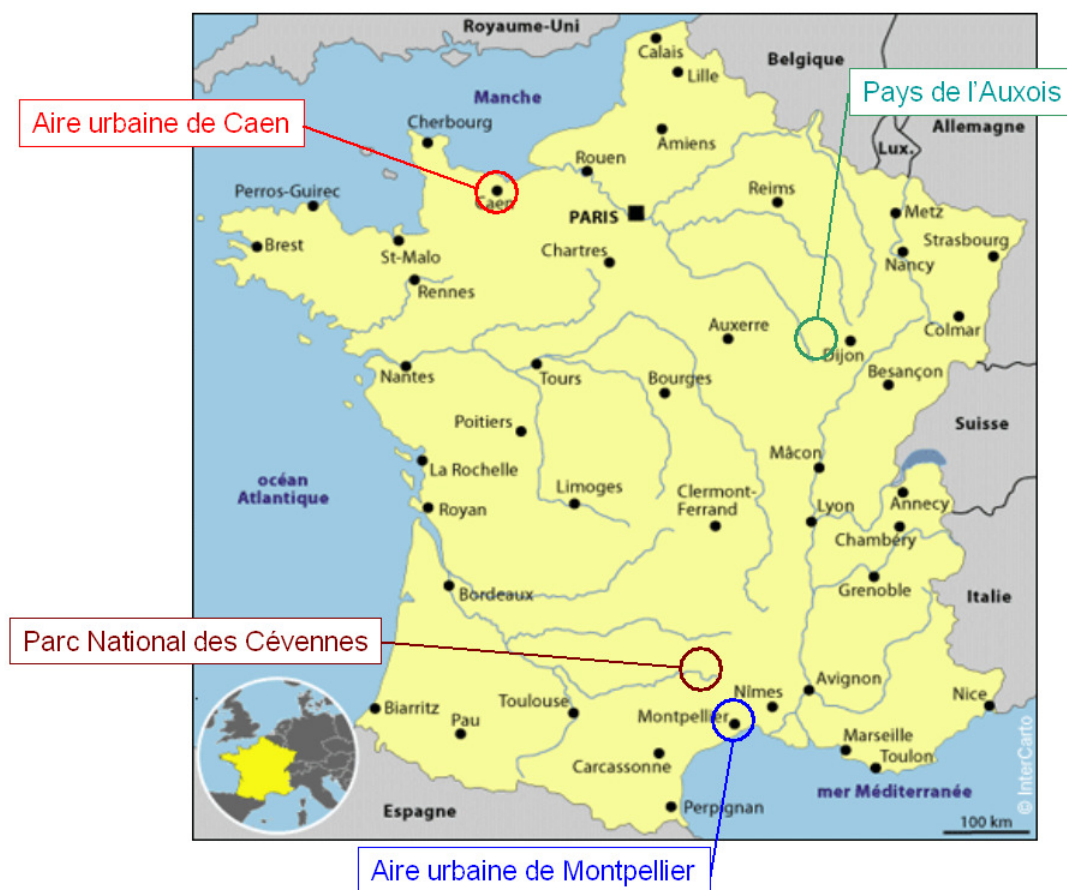 Royaume-Uni
Calais
Belgique
Lille
Pays de l'Auxois
Manche
Aire urbaine de Caen
Cherbourg
Allemagne
Amiens
Lux.
Rouen
Reims
Perros-Guirec
Caen
PARIS
Metz
Strasbourg
Brest
St-Malo
Chartres
Nancy
Rennes
Auxerre
Colmar
Dijon
Besançon
Nantes
Tours
Bourges
Poitiers
Suisse
Mâcon
La Rochelle
océan
Atlantique
Limoges
Clermont-
Ferrand
Annecy
Royan
Lyon
Chambéry
Grenoble
Bordeaux
Italie
Parc National des Cévennes
Avignon
Nîmes
Nice
Biarritz
Toulouse
Montpellier
Pau
Marseille
Carcassonne
Toulon
mer Méditerranée
Espagne
Perpignan
100 km
© InterCarto
Aire urbaine de Montpellier